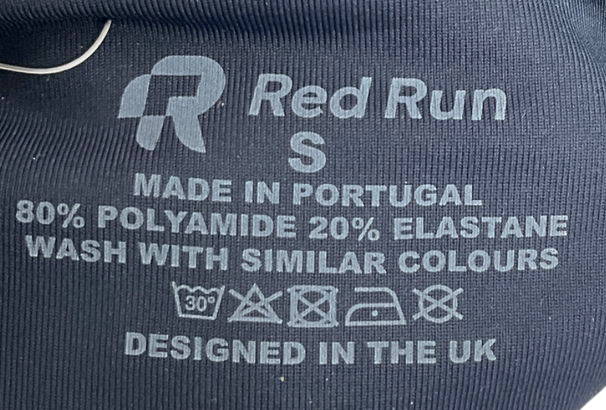 Red Run
S
MADE IN PORTUGAL
80% POLYAMIDE 20% ELASTANE
WASH WITH SIMILAR COLOURS
30°
DESIGNED IN THE UK